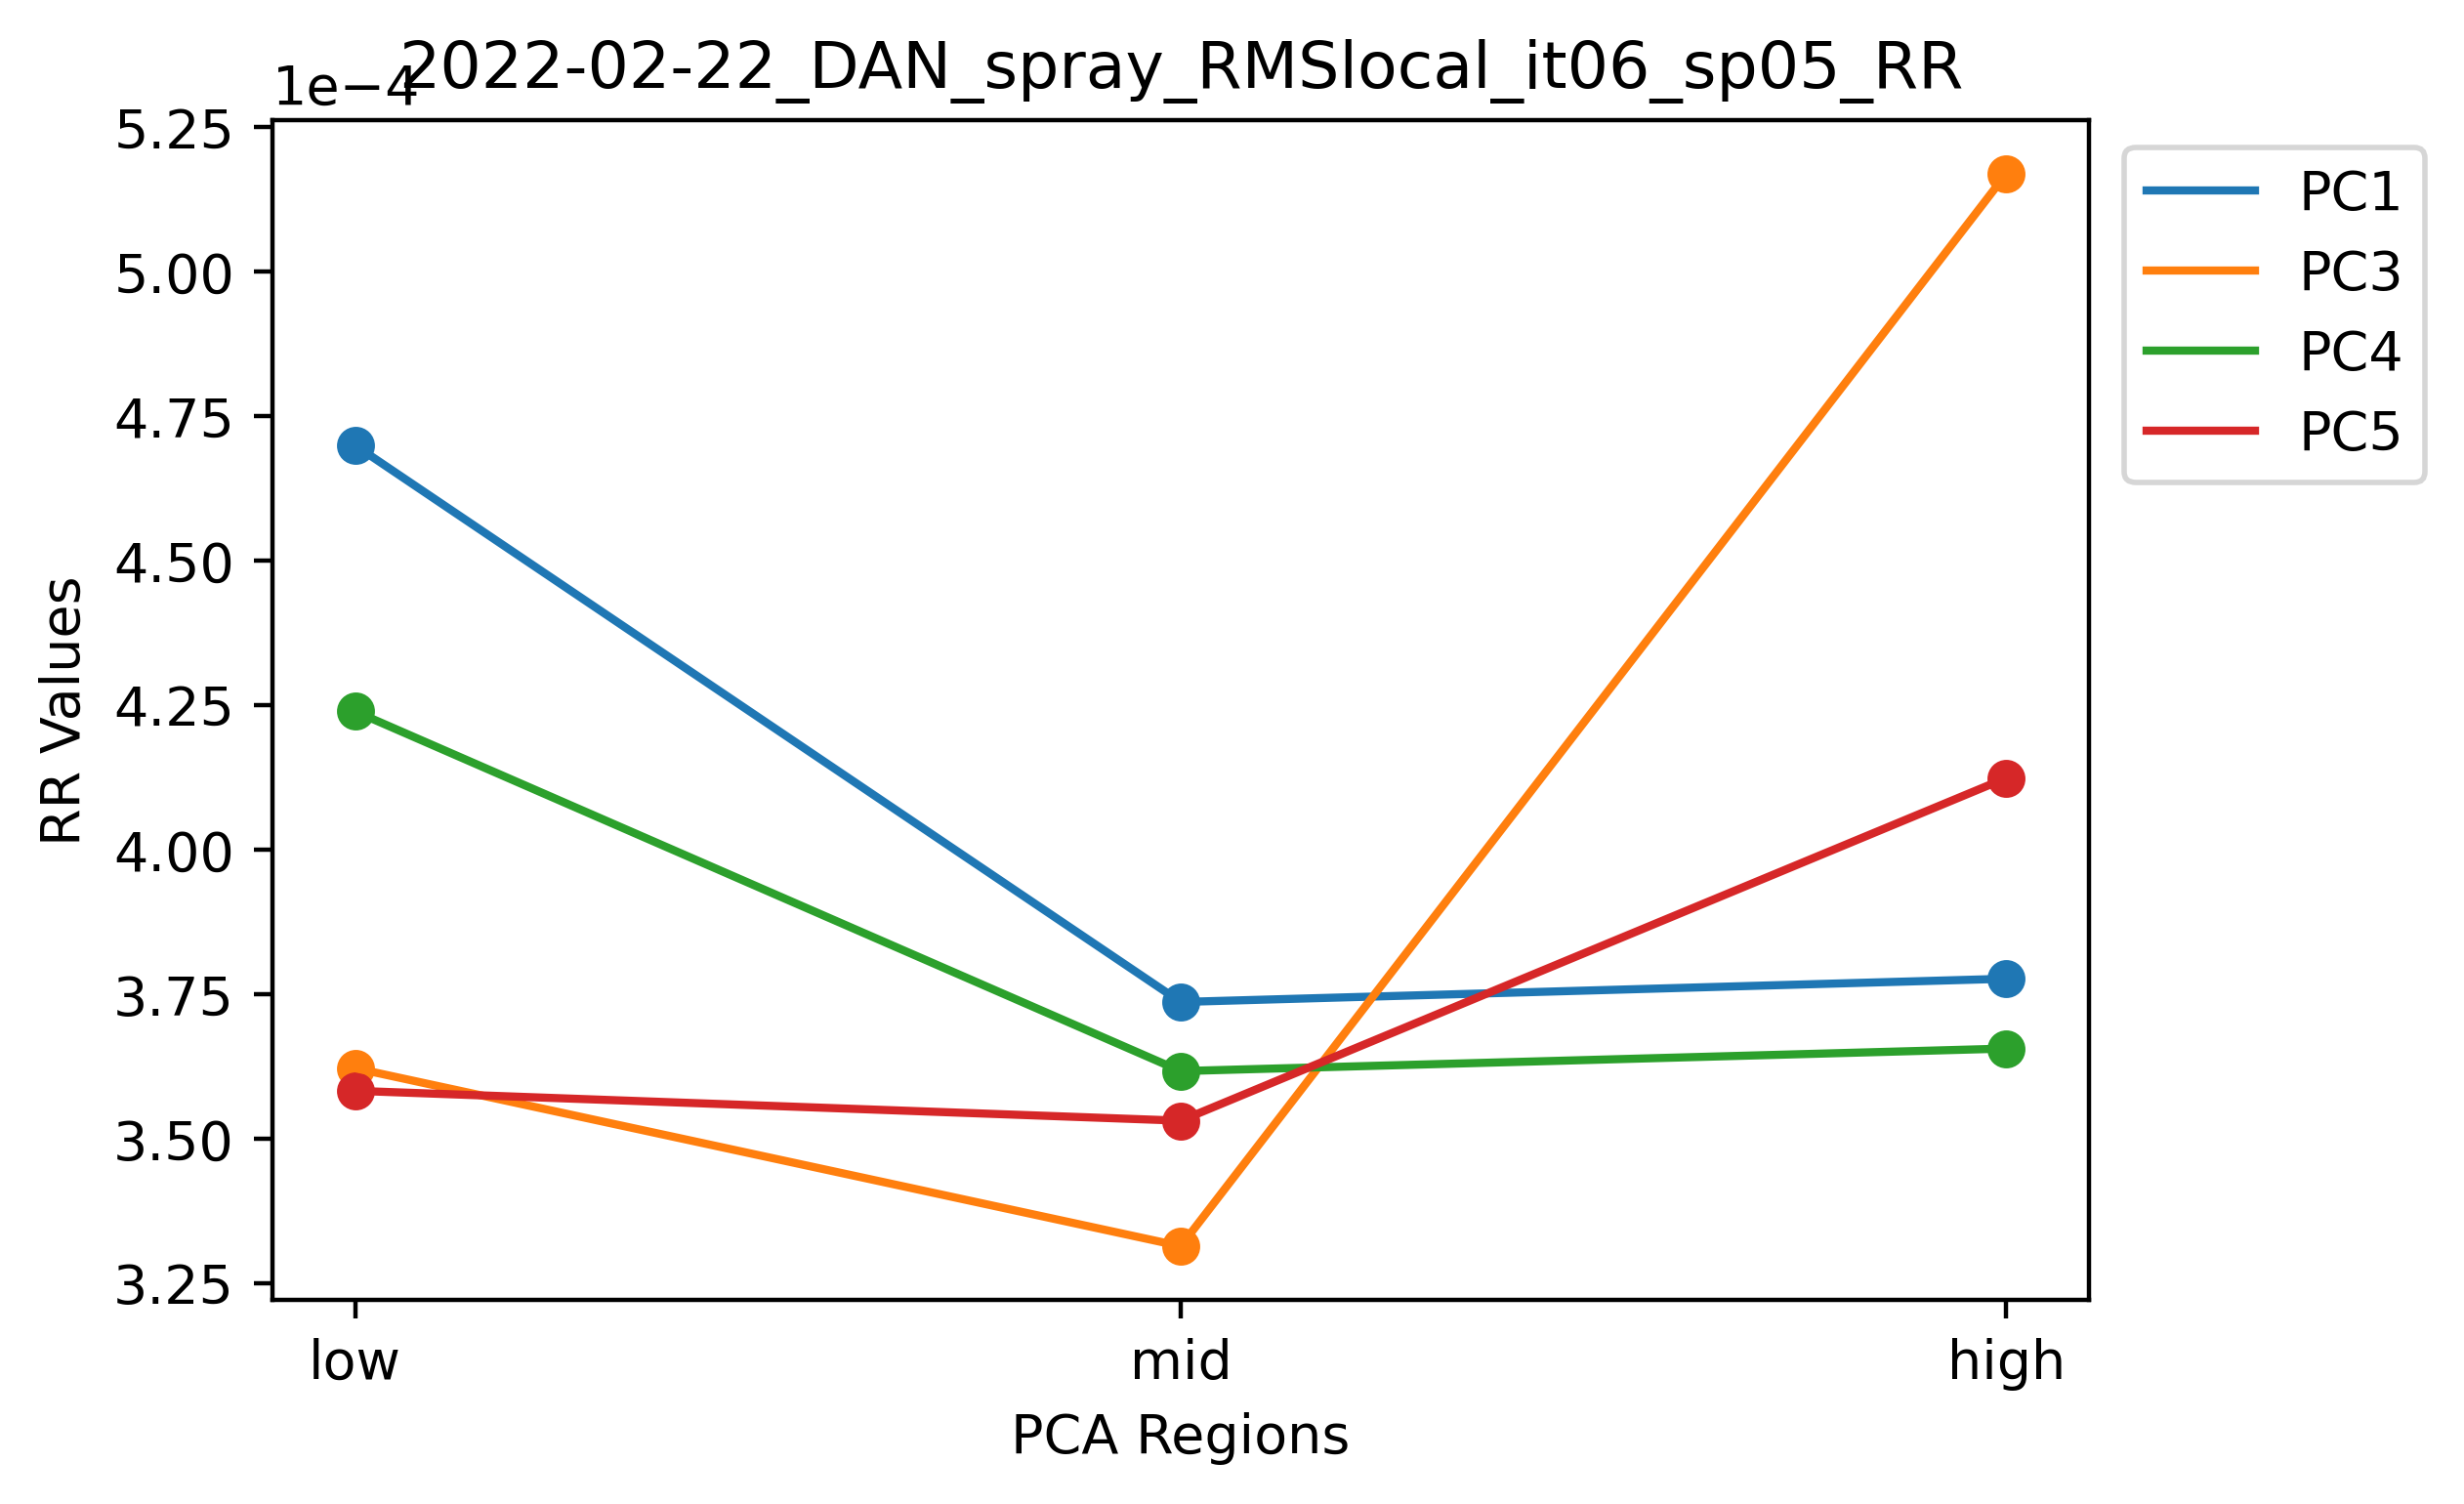 2022-02-22_DAN_spray_RMSlocal_it06_sp05_RR
1e−4
5.25
5.00
4.75
4.50
4.25
4.00
3.75
3.50
3.25
RR Values
low
mid
high
PCA Regions
PC1
PC3
PC4
PC5